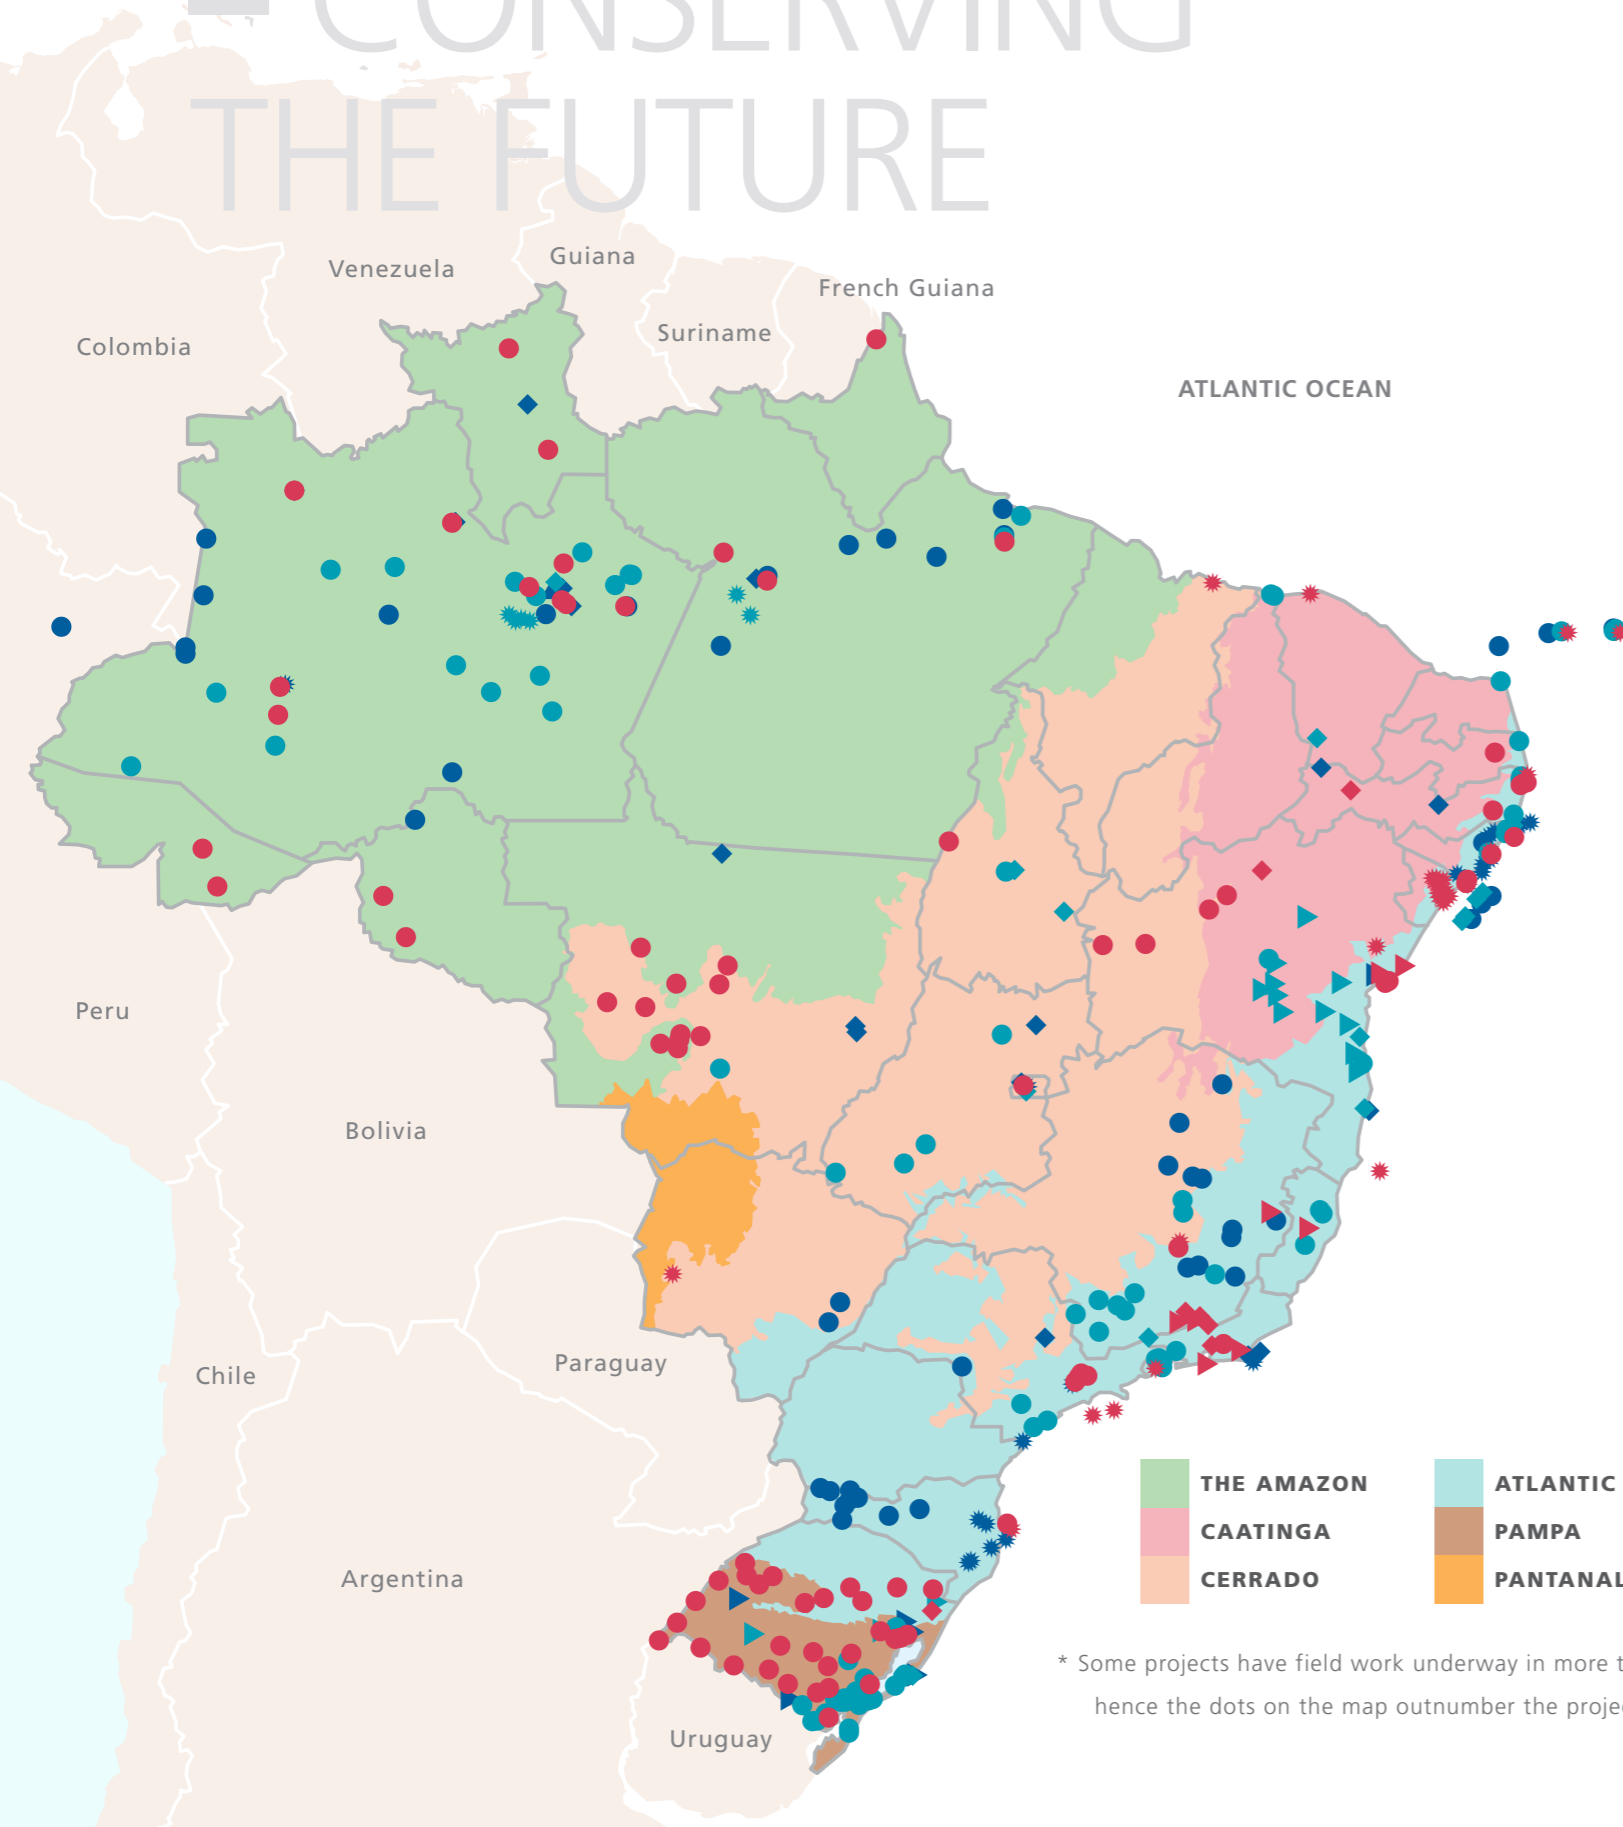 CONSERVING
THE FUTURE
Venezuela
Guiana
French Guiana
Colombia
Suriname
ATLANTIC OCEAN
Peru
Bolivia
Paraguay
Chile
Argentina
Uruguay
THE AMAZON
CAATINGA
CERRADO
ATLANTIC
PAMPA
PANTANAL
* Some projects have field work underway in more t
hence the dots on the map outnumber the proje